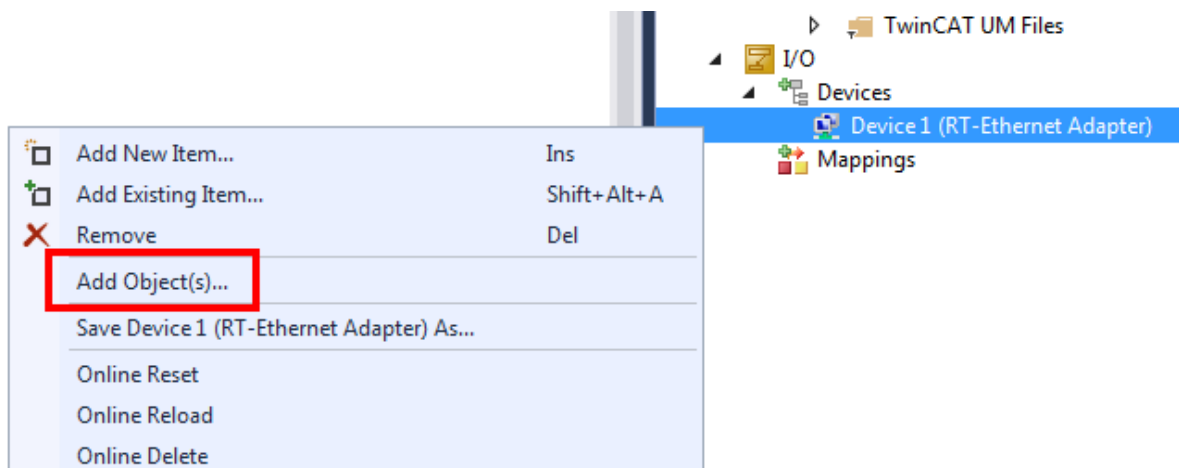 TwinCAT UM Files
I/O
Devices
Device 1 (RT-Ethernet Adapter)
Mappings
Add New Item... Ins
Add Existing Item... Shift+Alt+A
Remove Del
Add Object(s)...
Save Device 1 (RT-Ethernet Adapter) As...
Online Reset
Online Reload
Online Delete